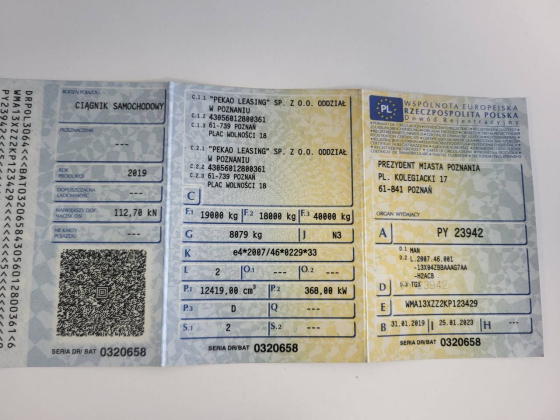 DRPOL3064<<<BAT0320658430560128003 61<<6
WMA13XZZ2KP123429<<<
PY23942<<
RODZAJ POJAZDU
CIĄGNIK SAMOCHODOWY
PRZEZNACZENIE
---
ROK
PRODUKCJI
2019
DOPUSZCZALNA
ŁADOWNOŚĆ
---
NAJWIĘKSZY DOP.
NACISK OSI
112,70 kN
NR KARTY
POJAZDU
---
SERIA DR/BAT 0320658
C.1.1 "PEKAO LEASING" SP. Z O.O. ODDZIAŁ
W POZNANIU
C.1.2 43056012800361
C.1.3 61-739 POZNAŃ
PLAC WOLNOŚCI 18
C.2.1 "PEKAO LEASING" SP. Z O.O. ODDZIAŁ
W POZNANIU
C.2.2 43056012800361
C.2.3 61-739 POZNAŃ
PLAC WOLNOŚCI 18
C
F.1 19000 kg F.2 18000 kg F.3 40000 kg
G 8079 kg J N3
K e4*2007/46*0229*33
L 2 O.1 --- O.2 ---
P.1 12419,00 cm³ P.2 368,00 kW
P.3 D Q ---
S.1 2 S.2 ---
SERIA DR/BAT 0320658
PL
WSPÓLNOTA EUROPEJSKA
RZECZPOSPOLITA POLSKA
Dowód Rejestracyjny
PREZYDENT MIASTA POZNANIA
PL. KOLEGIACKI 17
61-841 POZNAŃ
ORGAN WYDAJĄCY
A PY 23942
D.1 MAN
D.2 L.2007.46.001
-13X04ZBBAAAG7AA
-H2ACB
D D.3 TGX
E WMA13XZZ2KP123429
B 31.01.2019 I 25.01.2023 H ---
SERIA DR/BAT 0320658